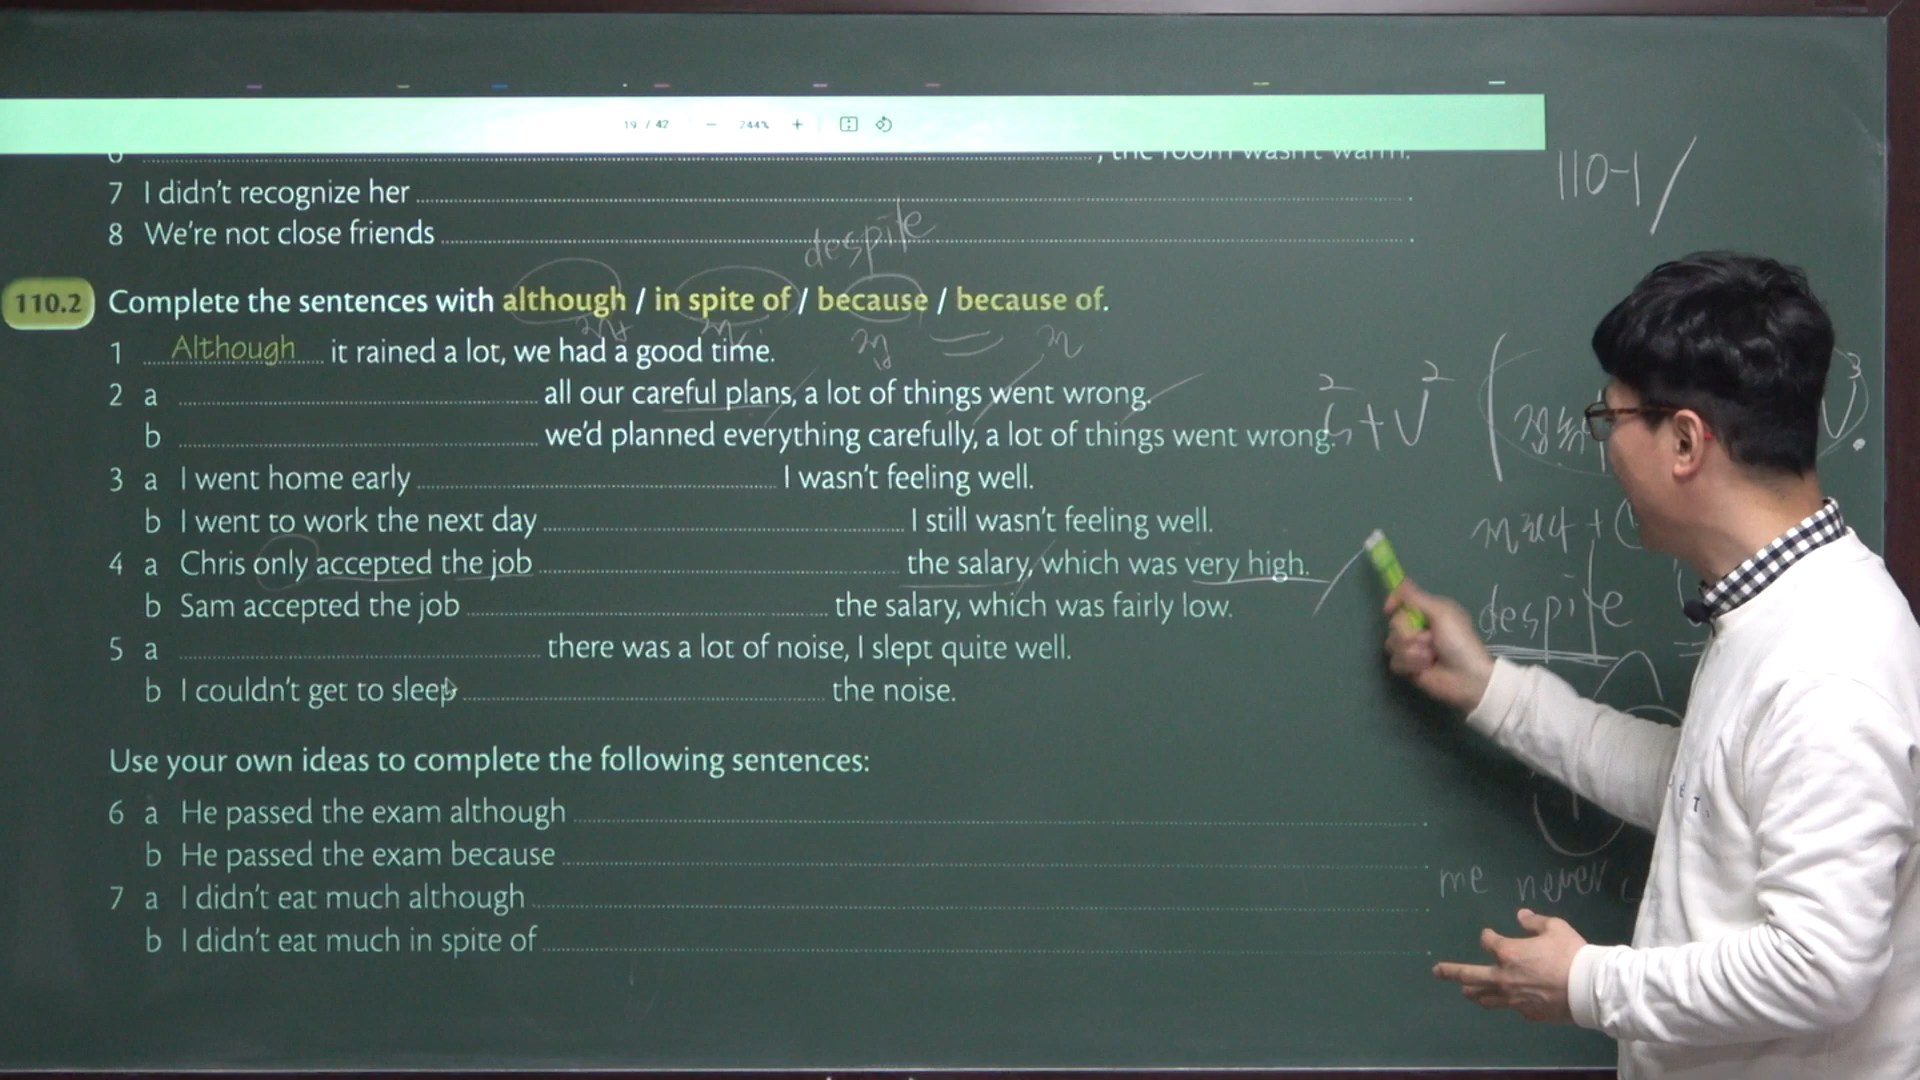 19 / 42 − 244% +
, the room wasn't warm.
7 I didn't recognize her
8 We're not close friends
despite
110.2 Complete the sentences with although / in spite of / because / because of.
1 Although it rained a lot, we had a good time.
2 a all our careful plans, a lot of things went wrong.
b we'd planned everything carefully, a lot of things went wrong.
3 a I went home early I wasn't feeling well.
b I went to work the next day I still wasn't feeling well.
4 a Chris only accepted the job the salary, which was very high.
b Sam accepted the job the salary, which was fairly low.
5 a there was a lot of noise, I slept quite well.
b I couldn't get to sleep the noise.
Use your own ideas to complete the following sentences:
6 a He passed the exam although
b He passed the exam because
7 a I didn't eat much although
b I didn't eat much in spite of
110-1
S+V
despite
me never